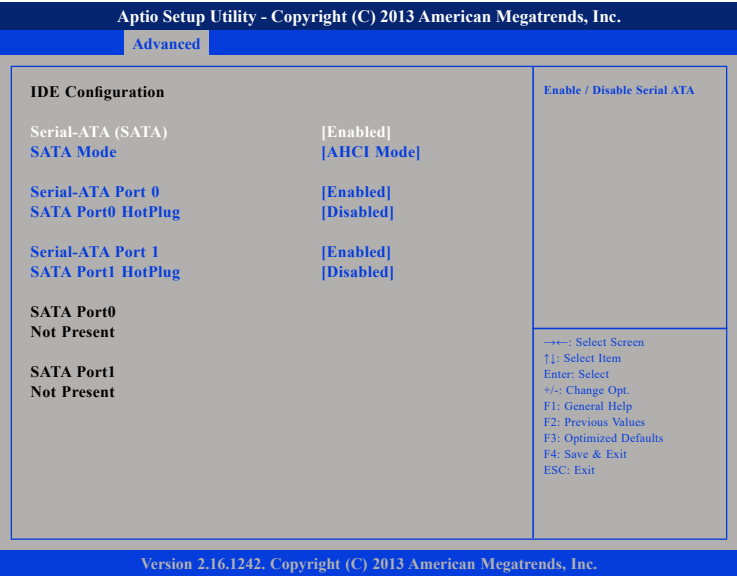 Aptio Setup Utility - Copyright (C) 2013 American Megatrends, Inc.
Advanced
IDE Configuration
Serial-ATA (SATA) [Enabled]
SATA Mode [AHCI Mode]
Serial-ATA Port 0 [Enabled]
SATA Port0 HotPlug [Disabled]
Serial-ATA Port 1 [Enabled]
SATA Port1 HotPlug [Disabled]
SATA Port0
Not Present
SATA Port1
Not Present
Enable / Disable Serial ATA
→←: Select Screen
↑↓: Select Item
Enter: Select
+/-: Change Opt.
F1: General Help
F2: Previous Values
F3: Optimized Defaults
F4: Save & Exit
ESC: Exit
Version 2.16.1242. Copyright (C) 2013 American Megatrends, Inc.